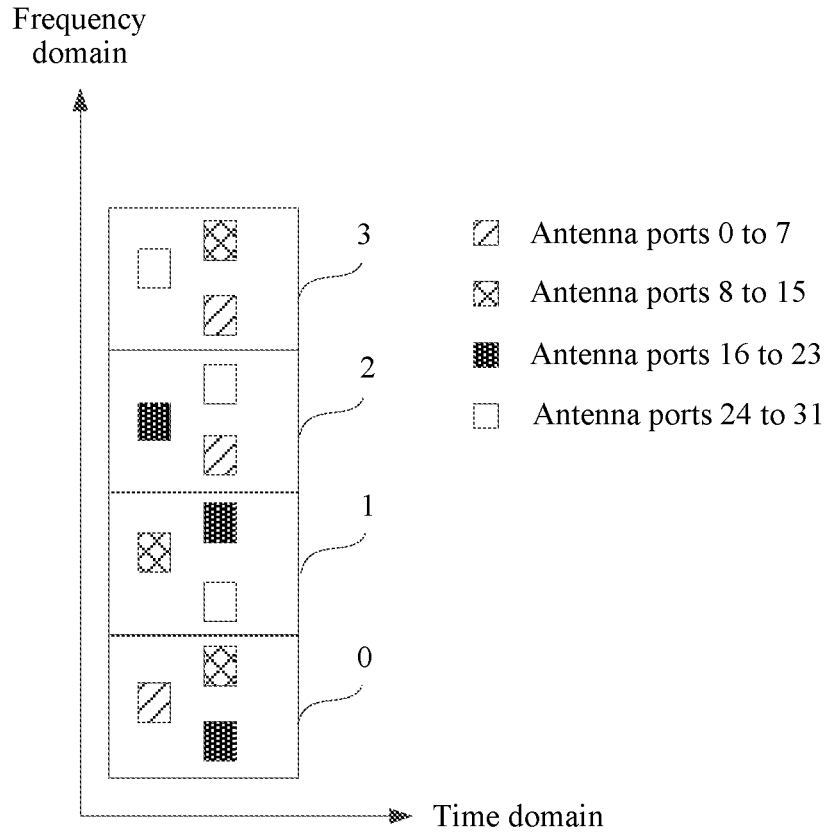 Frequency
domain
3
2
1
0
Antenna ports 0 to 7
Antenna ports 8 to 15
Antenna ports 16 to 23
Antenna ports 24 to 31
Time domain